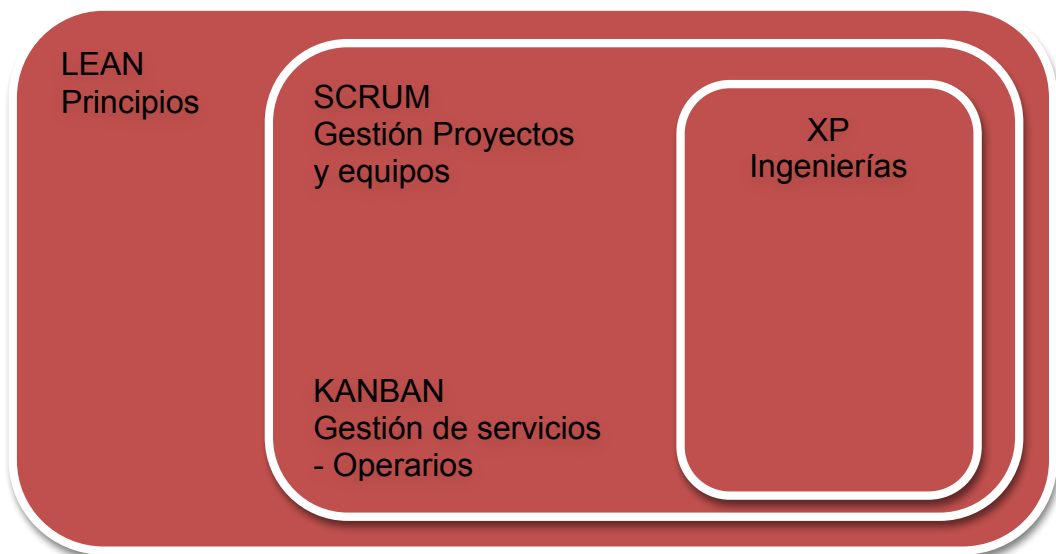 LEAN
Principios
SCRUM
Gestión Proyectos
y equipos
KANBAN
Gestión de servicios
- Operarios
XP
Ingenierías